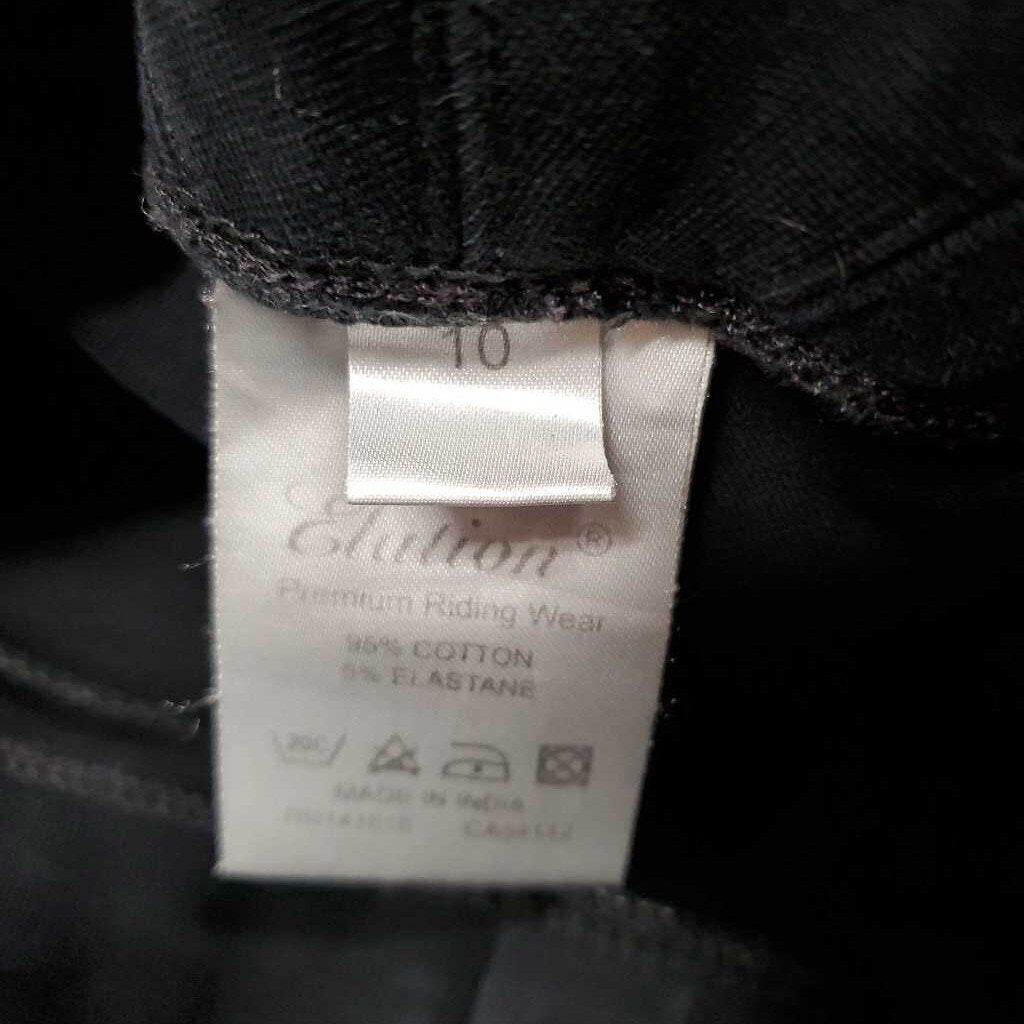 10
Elation ®
Premium Riding Wear
95% COTTON
5% ELASTANE
MADE IN INDIA